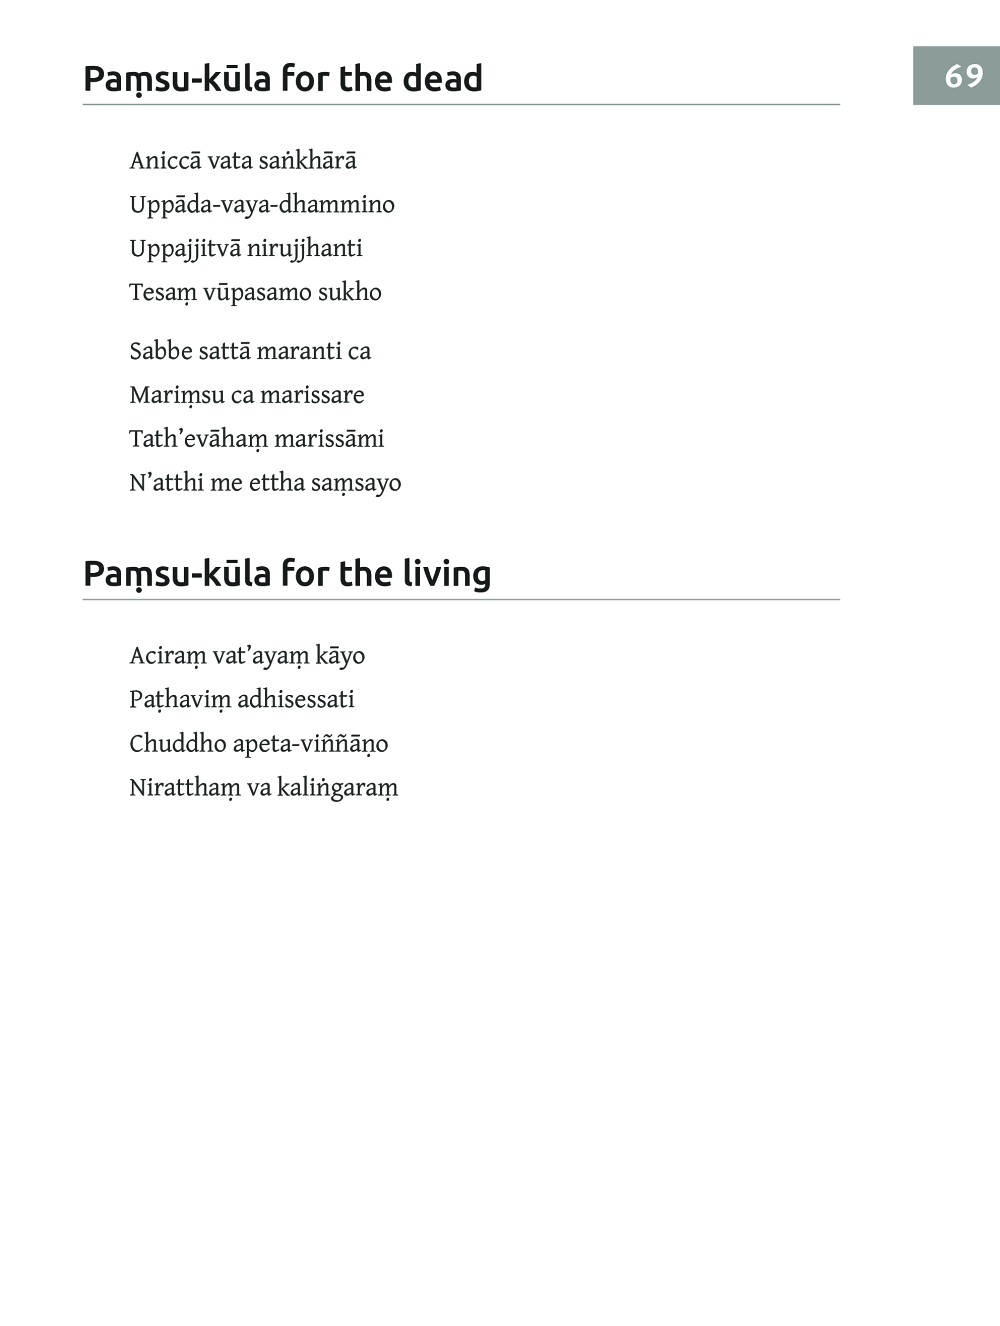 Paṃsu-kūla for the dead
69
Aniccā vata saṅkhārā
Uppāda-vaya-dhammino
Uppajjitvā nirujjhanti
Tesaṃ vūpasamo sukho
Sabbe sattā maranti ca
Mariṃsu ca marissare
Tath’evāhaṃ marissāmi
N’atthi me ettha saṃsayo
Paṃsu-kūla for the living
Aciraṃ vat’ayaṃ kāyo
Paṭhaviṃ adhisessati
Chuddho apeta-viññāṇo
Niratthaṃ va kaliṅgaraṃ